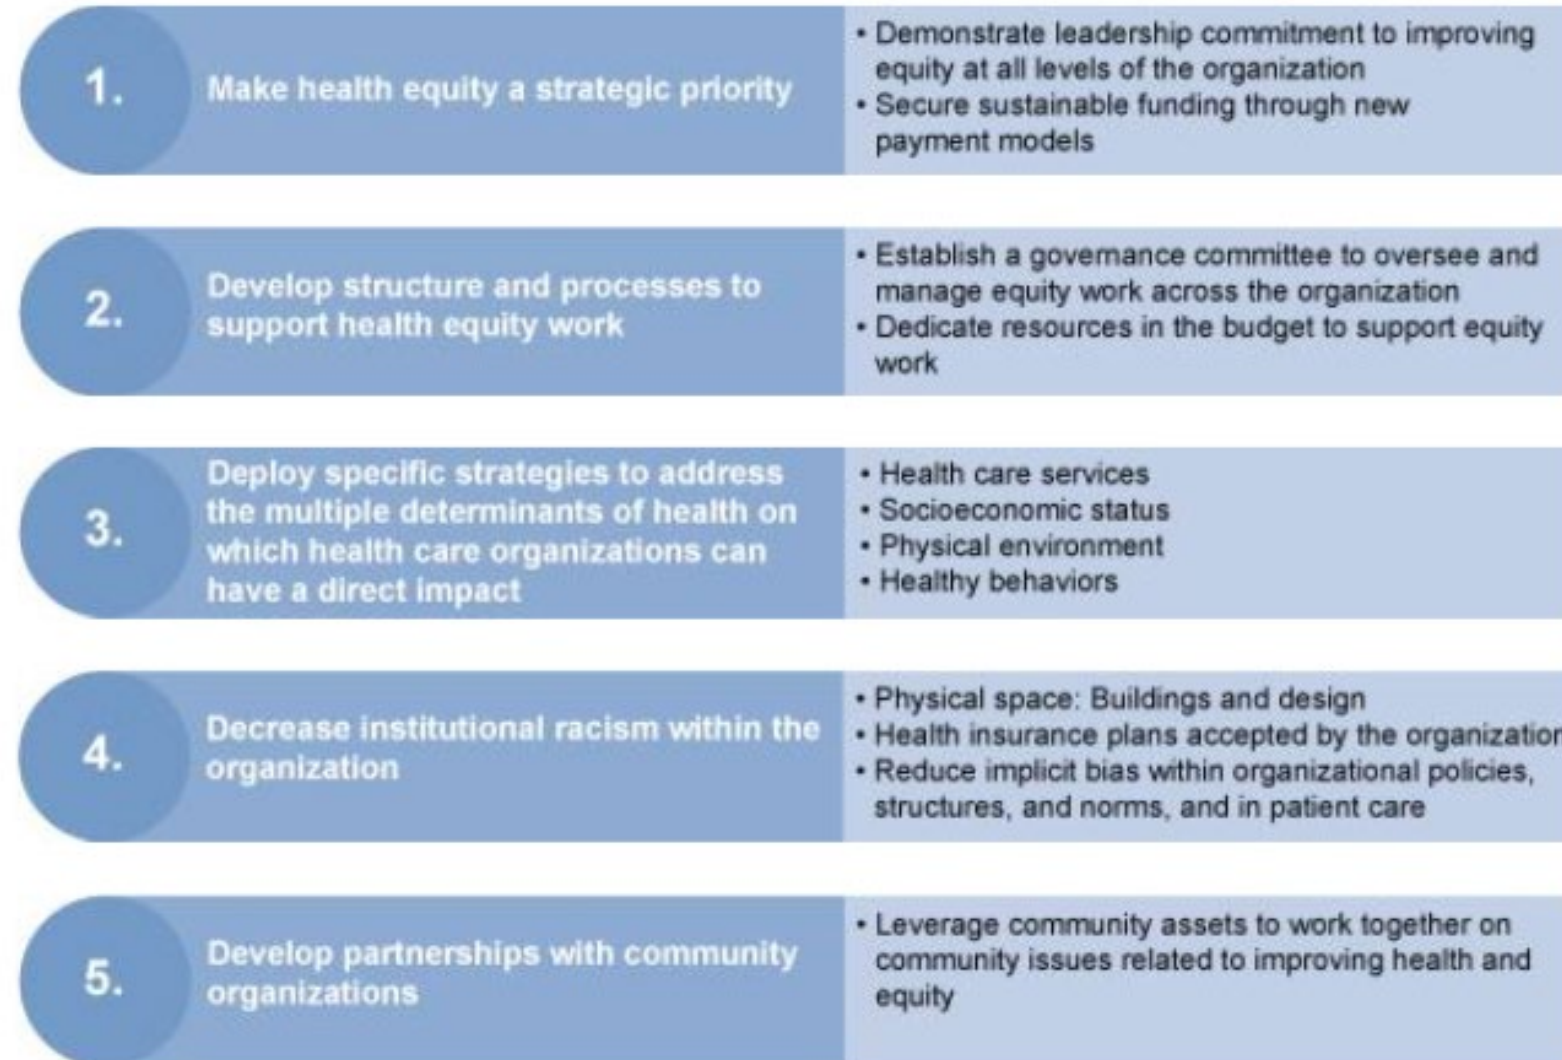 1.
Make health equity a strategic priority
• Demonstrate leadership commitment to improving
equity at all levels of the organization
• Secure sustainable funding through new
payment models
2.
Develop structure and processes to
support health equity work
• Establish a governance committee to oversee and
manage equity work across the organization
• Dedicate resources in the budget to support equity
work
3.
Deploy specific strategies to address
the multiple determinants of health on
which health care organizations can
have a direct impact
• Health care services
• Socioeconomic status
• Physical environment
• Healthy behaviors
4.
Decrease institutional racism within the
organization
• Physical space: Buildings and design
• Health insurance plans accepted by the organization
• Reduce implicit bias within organizational policies,
structures, and norms, and in patient care
5.
Develop partnerships with community
organizations
• Leverage community assets to work together on
community issues related to improving health and
equity